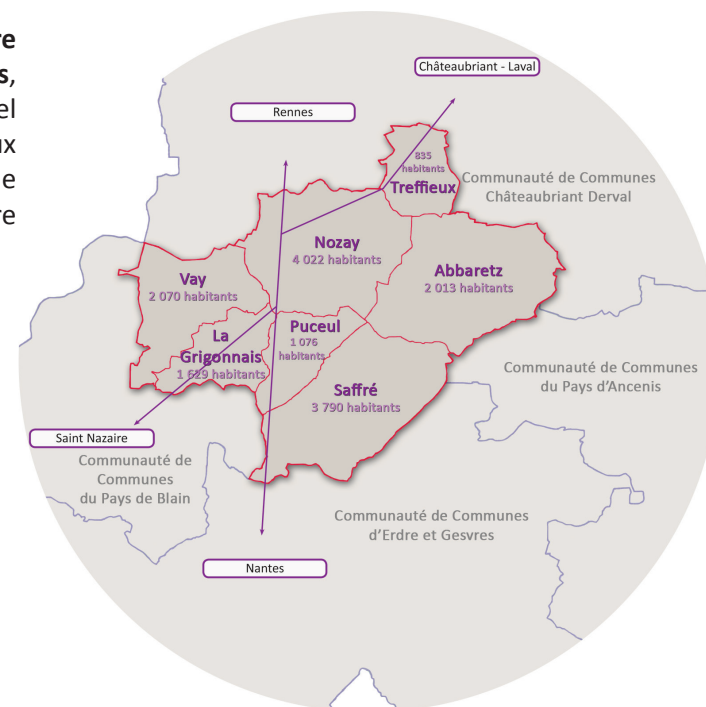 re
s,
el
ux
e
re
Châteaubriant - Laval
Rennes
835
habitants
Treffieux
Communauté de Communes
Châteaubriant Derval
Nozay
4 022 habitants
Abbaretz
2 013 habitants
Vay
2 070 habitants
La
Grigonnais
1 629 habitants
Puceul
1 076
habitants
Saffré
3 790 habitants
Communauté de Communes
du Pays d'Ancenis
Saint Nazaire
Communauté de
Communes
du Pays de Blain
Communauté de Communes
d'Erdre et Gesvres
Nantes